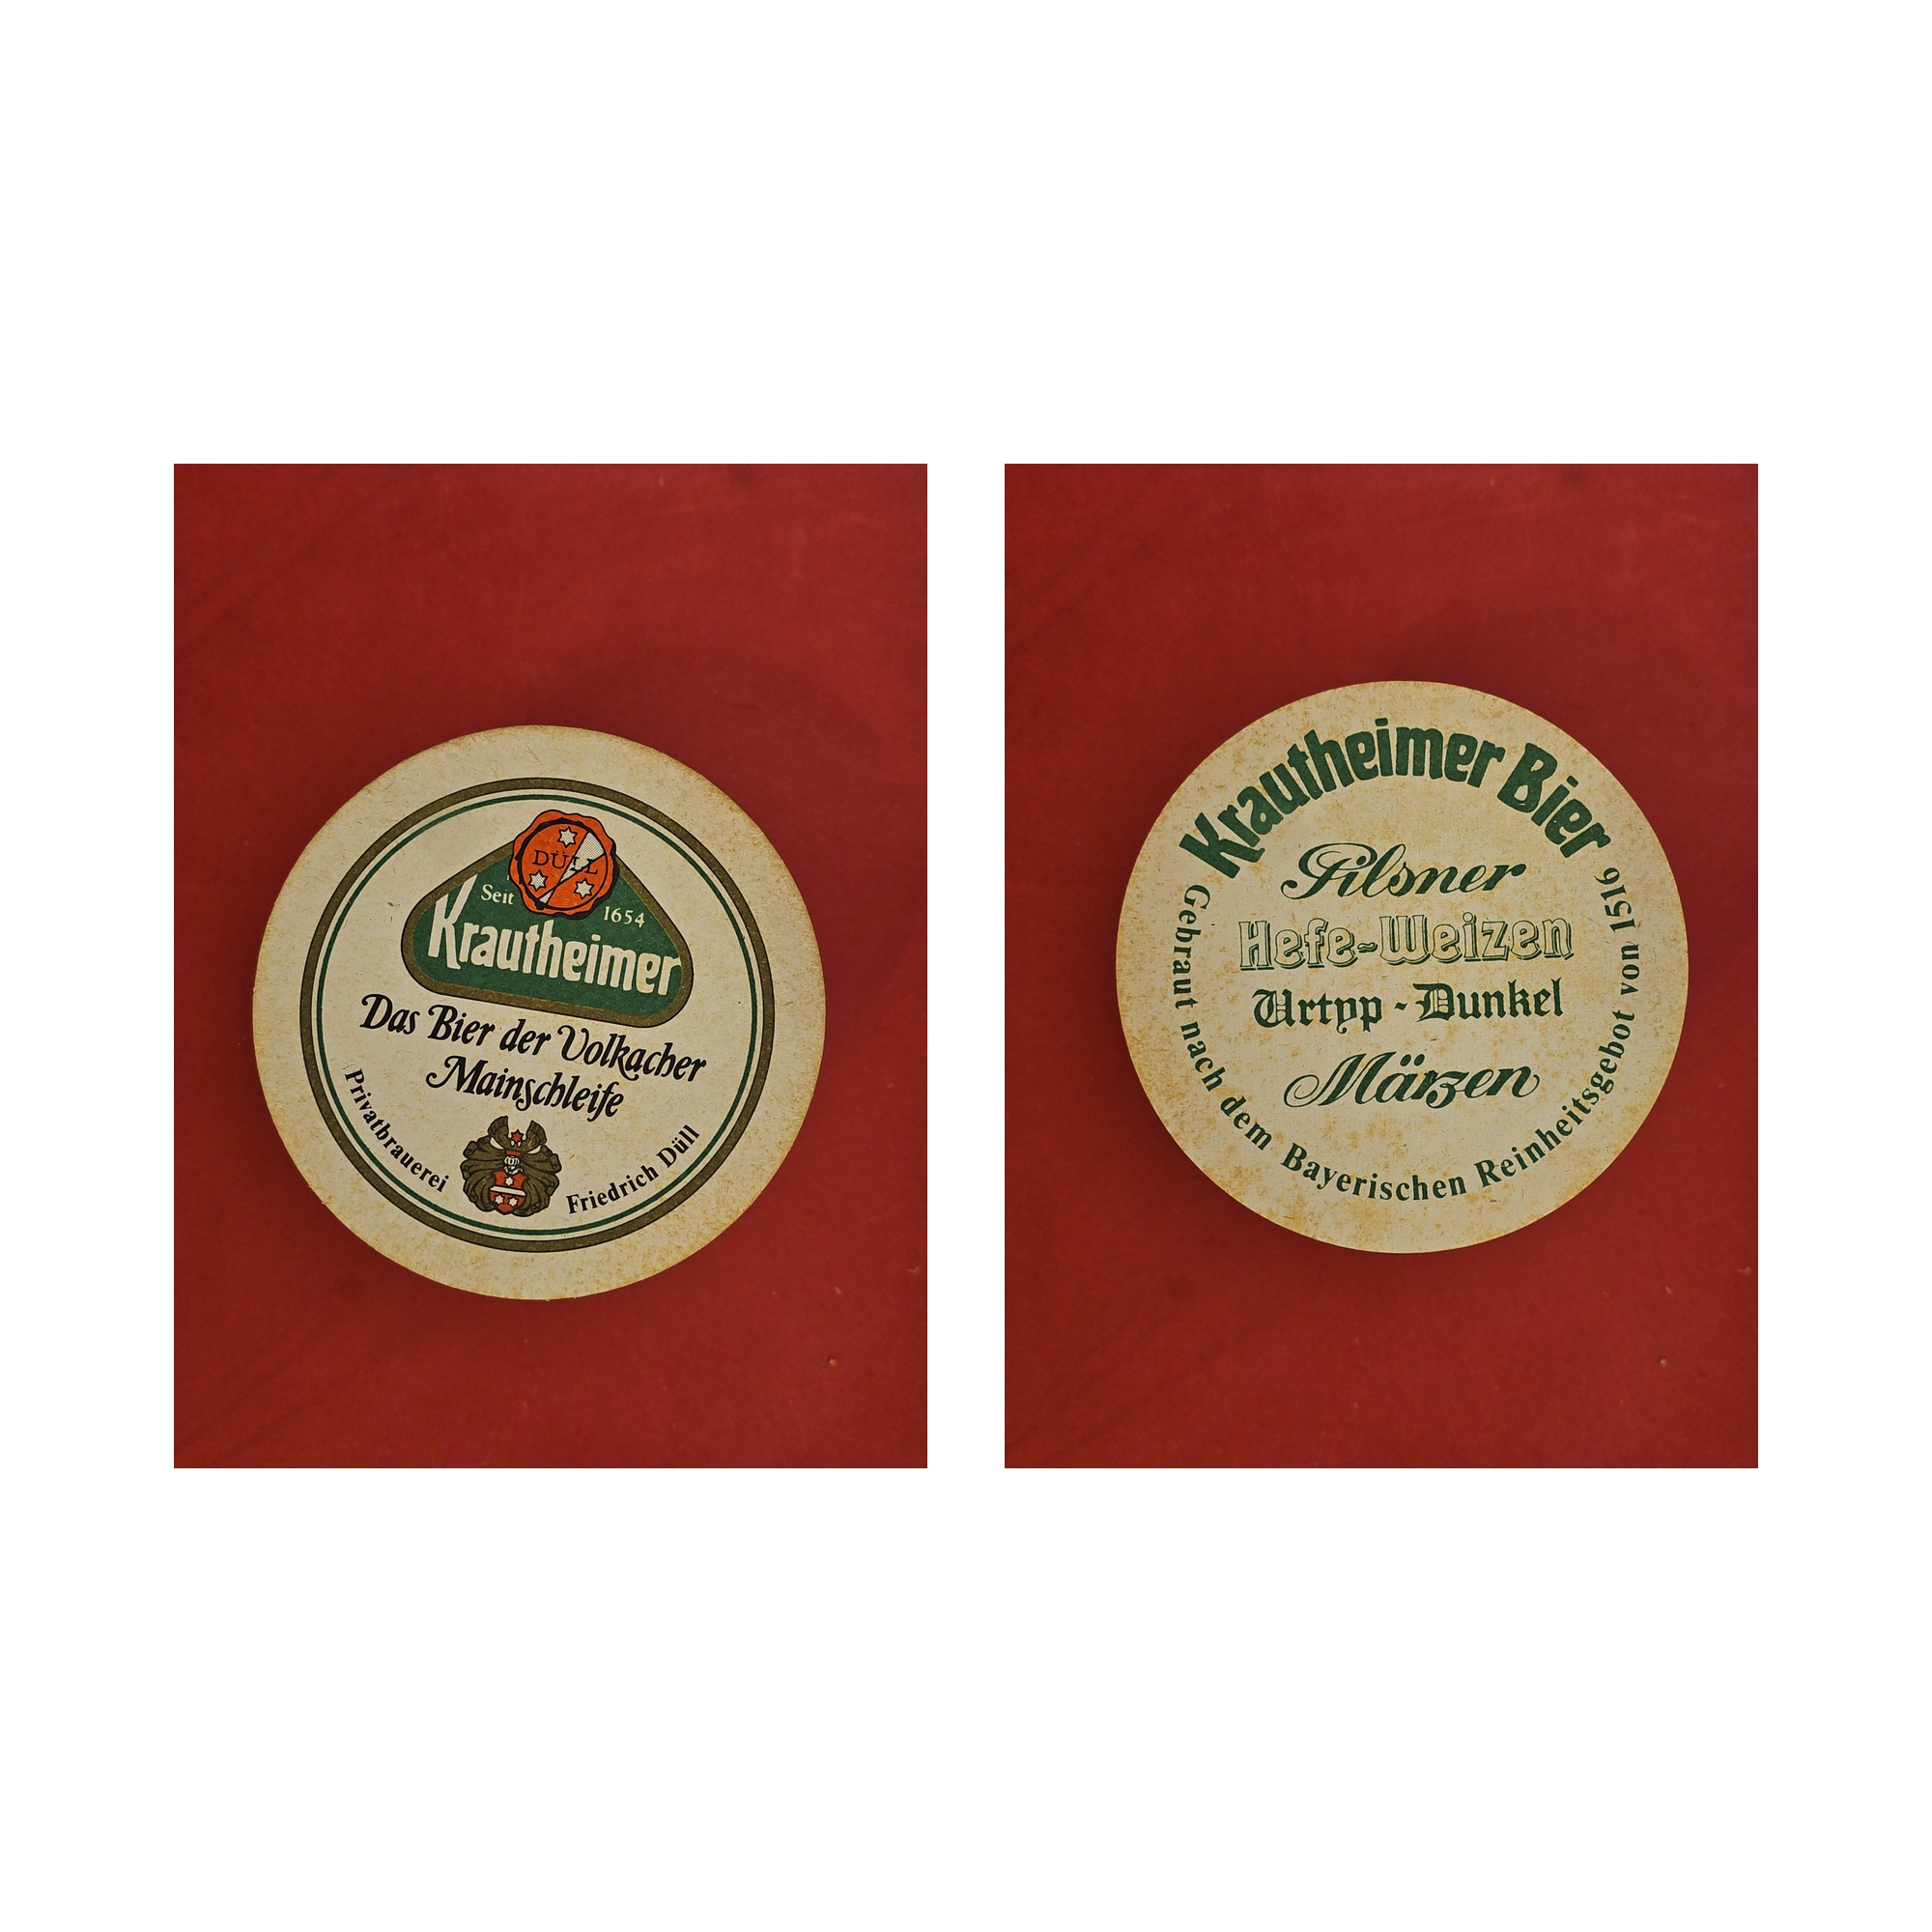 DÜLL
Seit 1654
Krautheimer
Das Bier der Volkacher
Mainschleife
Privatbrauerei Friedrich Düll
Krautheimer Bier
Pilsner
Hefe-Weizen
Urtyp - Dunkel
Märzen
Gebraut nach dem Bayerischen Reinheitsgebot von 1516